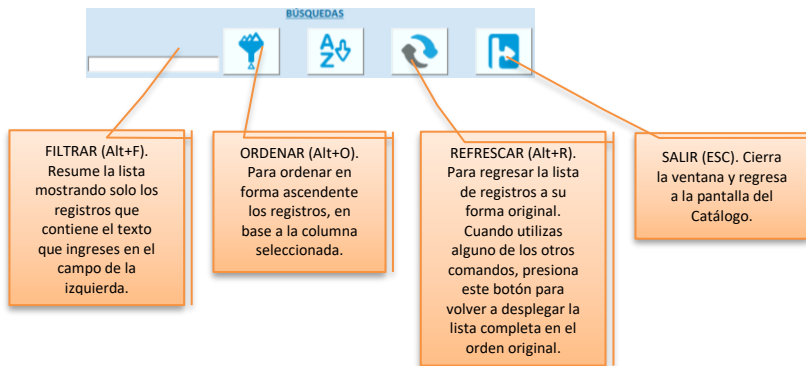 BÚSQUEDAS
A
Z
FILTRAR (Alt+F).
Resume la lista
mostrando solo los
registros que
contiene el texto
que ingreses en el
campo de la
izquierda.
ORDENAR (Alt+O).
Para ordenar en
forma ascendente
los registros, en
base a la columna
seleccionada.
REFRESCAR (Alt+R).
Para regresar la lista
de registros a su
forma original.
Cuando utilizas
alguno de los otros
comandos, presiona
este botón para
volver a desplegar la
lista completa en el
orden original.
SALIR (ESC). Cierra
la ventana y regresa
a la pantalla del
Catálogo.